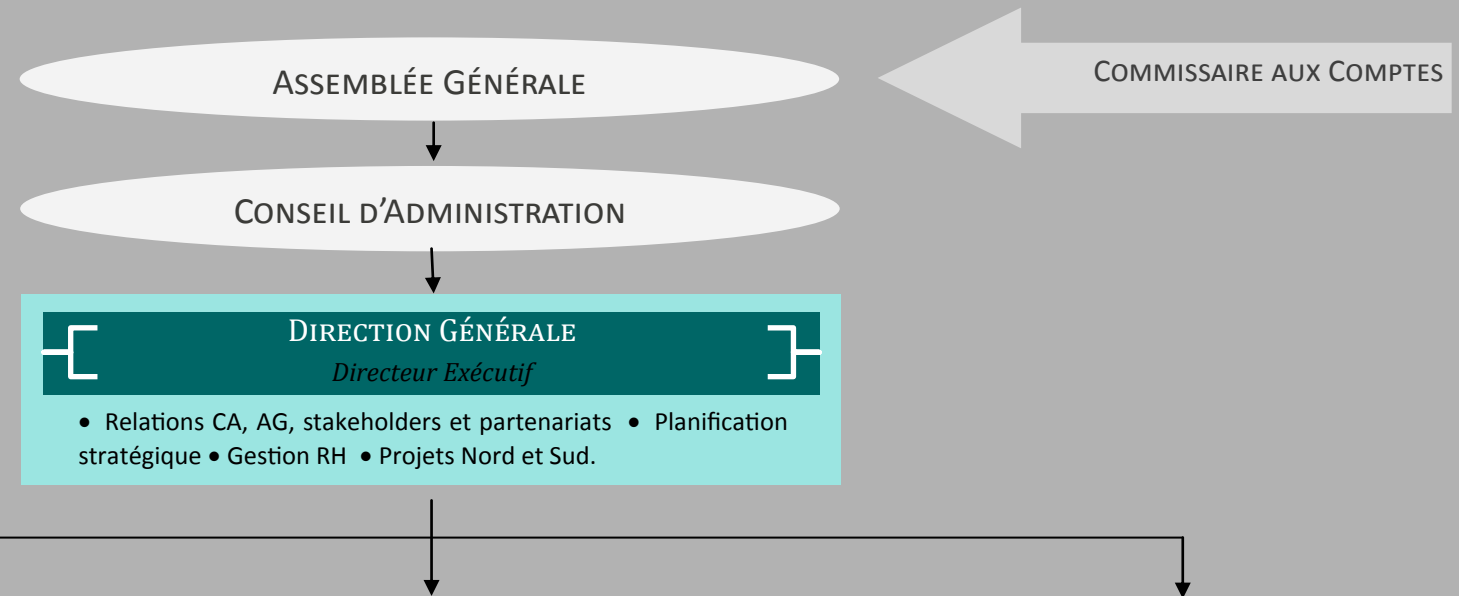 ASSEMBLÉE GÉNÉRALE
COMMISSAIRE AUX COMPTES
CONSEIL D’ADMINISTRATION
DIRECTION GÉNÉRALE
Directeur Exécutif
• Relations CA, AG, stakeholders et partenariats • Planification
stratégique • Gestion RH • Projets Nord et Sud.